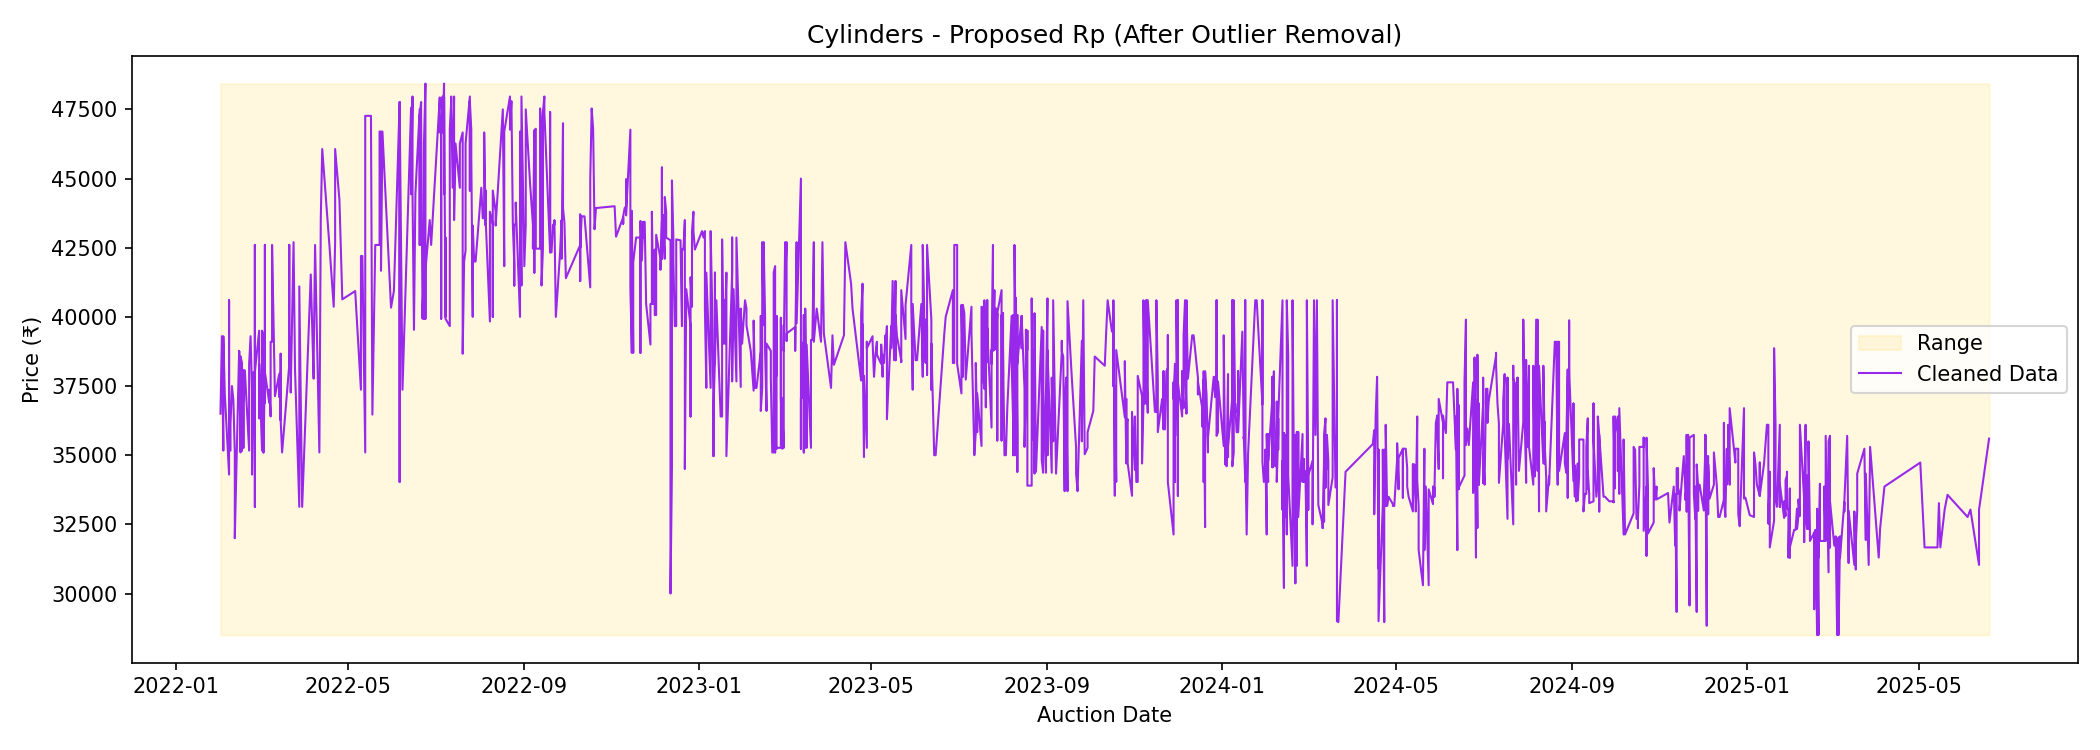 Cylinders - Proposed Rp (After Outlier Removal)
Price (₹)
47500
45000
42500
40000
37500
35000
32500
30000
Range
Cleaned Data
2022-01 2022-05 2022-09 2023-01 2023-05 2023-09 2024-01 2024-05 2024-09 2025-01 2025-05
Auction Date